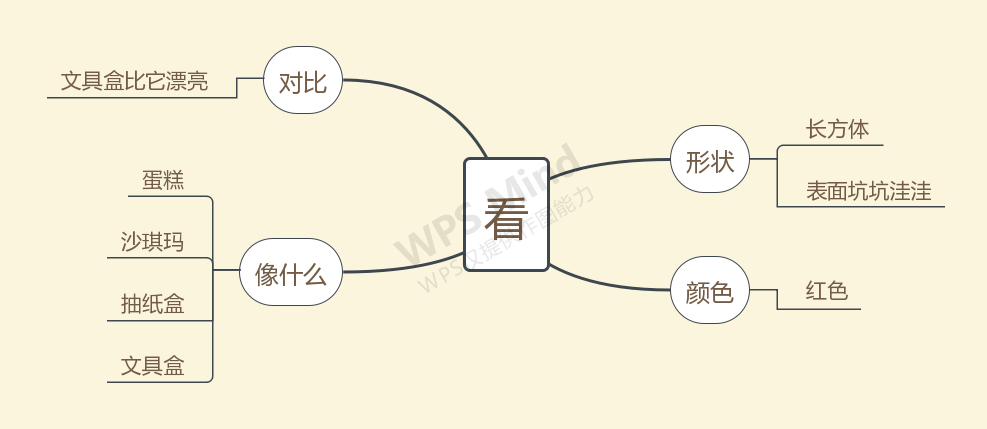 看
对比
文具盒比它漂亮
像什么
蛋糕
沙琪玛
抽纸盒
文具盒
形状
长方体
表面坑坑洼洼
颜色
红色
WPS Mind
WPS仅提供作图能力